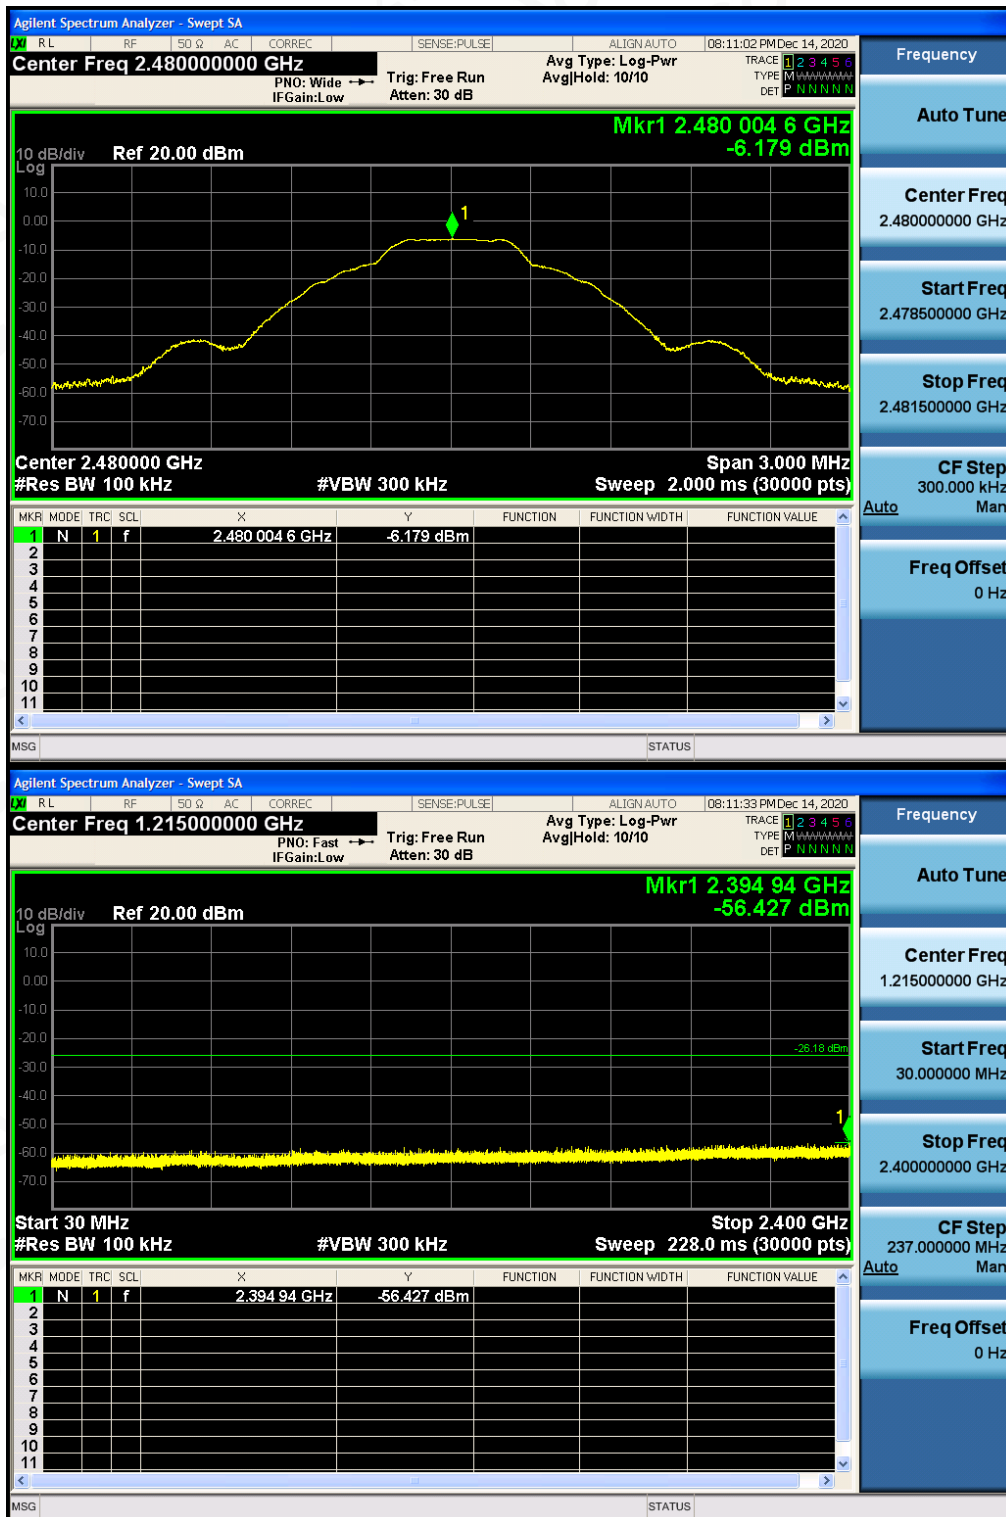 Agilent Spectrum Analyzer - Swept SA
LXI RL RF 50 Ω AC CORREC SENSE:PULSE ALIGN AUTO 08:11:02 PM Dec 14, 2020
Center Freq 2.480000000 GHz
PNO: Wide
IFGain:Low
Trig: Free Run
Atten: 30 dB
Avg Type: Log-Pwr
Avg|Hold: 10/10
TRACE 1 2 3 4 5 6
TYPE M W W W W W
DET P N N N N N
Mkr1 2.480 004 6 GHz
-6.179 dBm
10 dB/div Ref 20.00 dBm
Log
10.0
0.00
-10.0
-20.0
-30.0
-40.0
-50.0
-60.0
-70.0
1
Center 2.480000 GHz Span 3.000 MHz
#Res BW 100 kHz #VBW 300 kHz Sweep 2.000 ms (30000 pts)
MKR MODE TRC SCL X Y FUNCTION FUNCTION WIDTH FUNCTION VALUE
1 N 1 f 2.480 004 6 GHz -6.179 dBm
2
3
4
5
6
7
8
9
10
11
MSG STATUS
Frequency
Auto Tune
Center Freq
2.480000000 GHz
Start Freq
2.478500000 GHz
Stop Freq
2.481500000 GHz
CF Step
300.000 kHz
Auto Man
Freq Offset
0 Hz
Agilent Spectrum Analyzer - Swept SA
LXI RL RF 50 Ω AC CORREC SENSE:PULSE ALIGN AUTO 08:11:33 PM Dec 14, 2020
Center Freq 1.215000000 GHz
PNO: Fast
IFGain:Low
Trig: Free Run
Atten: 30 dB
Avg Type: Log-Pwr
Avg|Hold: 10/10
TRACE 1 2 3 4 5 6
TYPE M W W W W W
DET P N N N N N
Mkr1 2.394 94 GHz
-56.427 dBm
10 dB/div Ref 20.00 dBm
Log
10.0
0.00
-10.0
-20.0
-30.0
-40.0
-50.0
-60.0
-70.0
-26.18 dBm
1
Start 30 MHz Stop 2.400 GHz
#Res BW 100 kHz #VBW 300 kHz Sweep 228.0 ms (30000 pts)
MKR MODE TRC SCL X Y FUNCTION FUNCTION WIDTH FUNCTION VALUE
1 N 1 f 2.394 94 GHz -56.427 dBm
2
3
4
5
6
7
8
9
10
11
MSG STATUS
Frequency
Auto Tune
Center Freq
1.215000000 GHz
Start Freq
30.000000 MHz
Stop Freq
2.400000000 GHz
CF Step
237.000000 MHz
Auto Man
Freq Offset
0 Hz